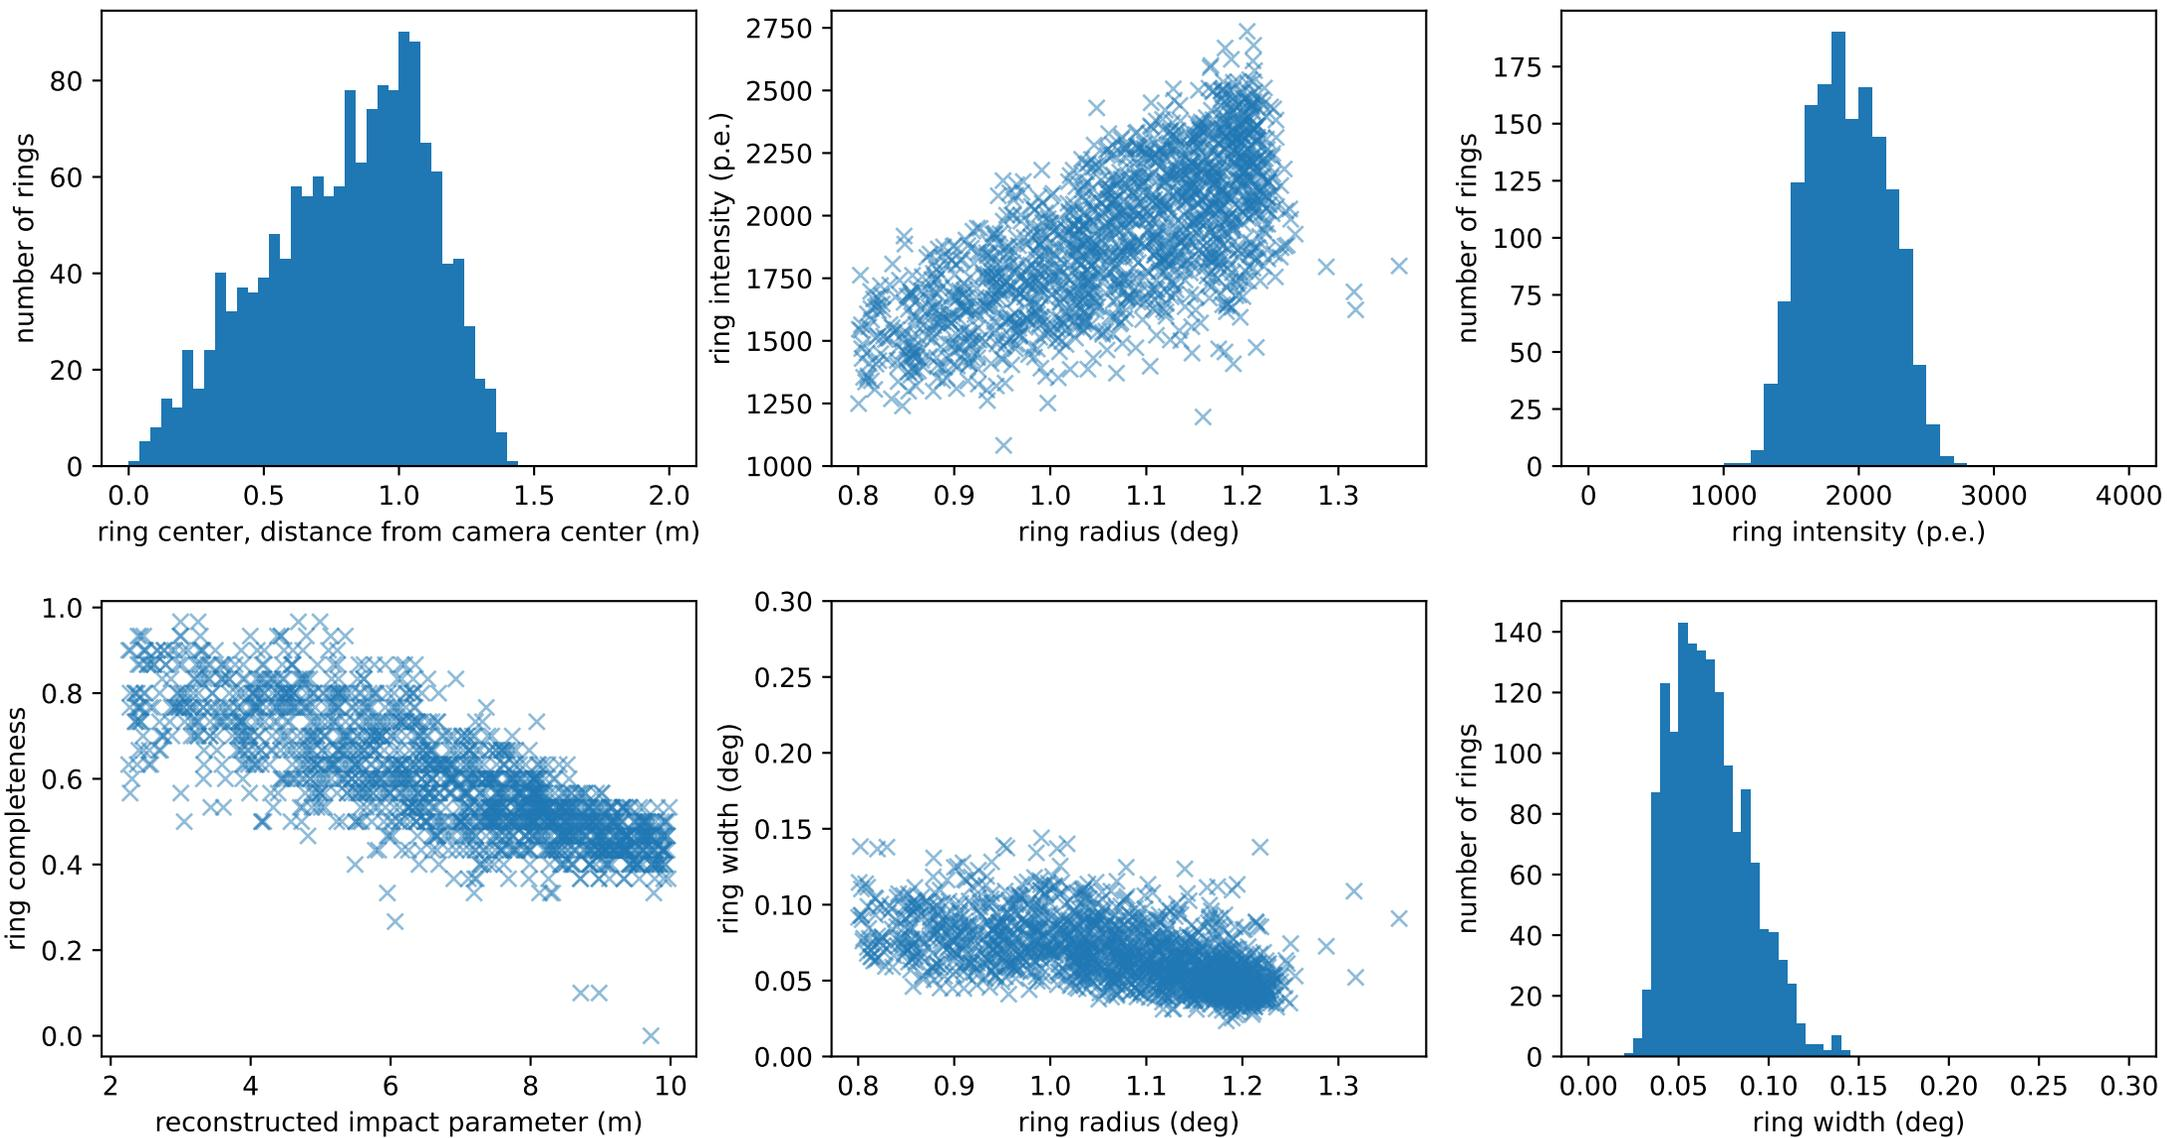 80
60
40
20
0
number of rings
0.0 0.5 1.0 1.5 2.0
ring center, distance from camera center (m)
2750
2500
2250
2000
1750
1500
1250
1000
ring intensity (p.e.)
0.8 0.9 1.0 1.1 1.2 1.3
ring radius (deg)
175
150
125
100
75
50
25
0
number of rings
0 1000 2000 3000 4000
ring intensity (p.e.)
1.0
0.8
0.6
0.4
0.2
0.0
ring completeness
2 4 6 8 10
reconstructed impact parameter (m)
0.30
0.25
0.20
0.15
0.10
0.05
0.00
ring width (deg)
0.8 0.9 1.0 1.1 1.2 1.3
ring radius (deg)
140
120
100
80
60
40
20
0
number of rings
0.00 0.05 0.10 0.15 0.20 0.25 0.30
ring width (deg)